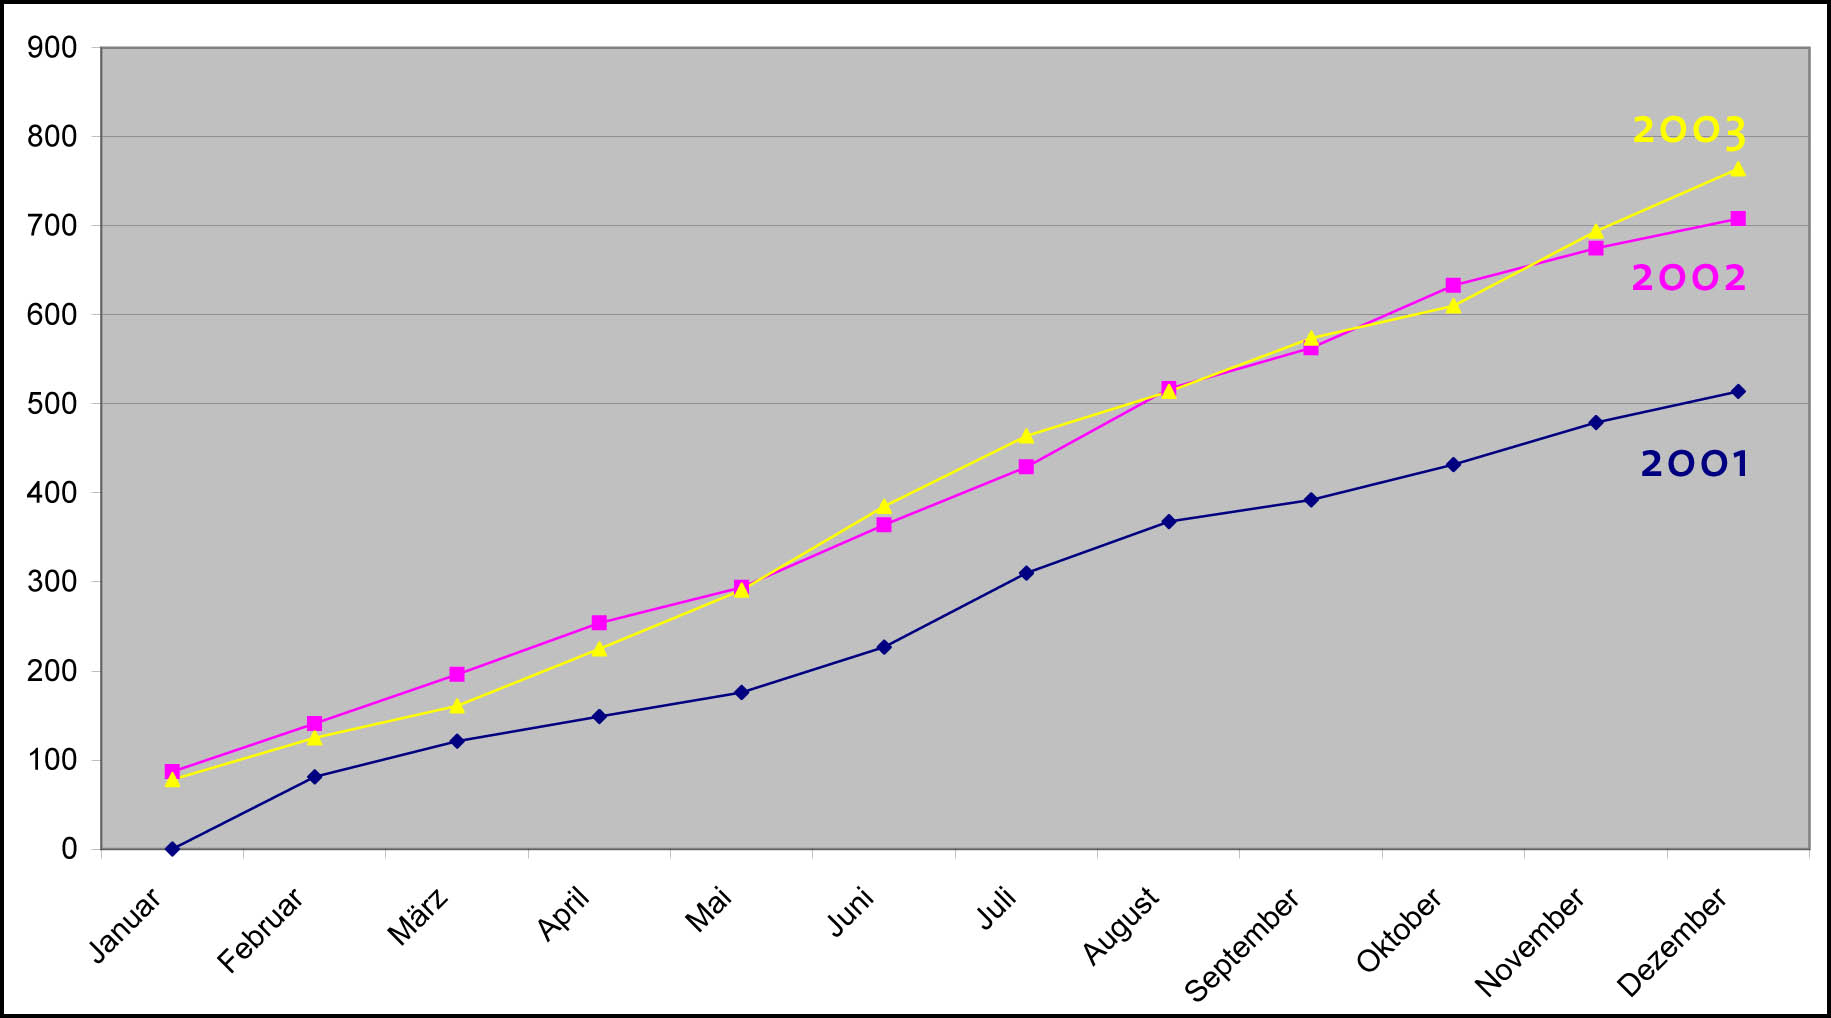 900
800
700
600
500
400
300
200
100
0
2003
2002
2001
Januar
Februar
März
April
Mai
Juni
Juli
August
September
Oktober
November
Dezember